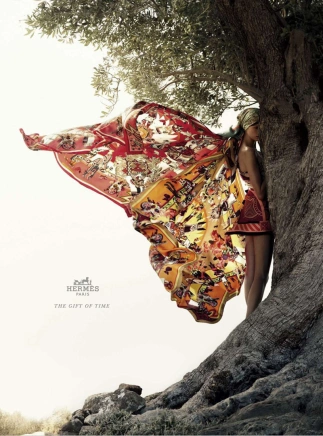 HERMÈS
PARIS
THE GIFT OF TIME